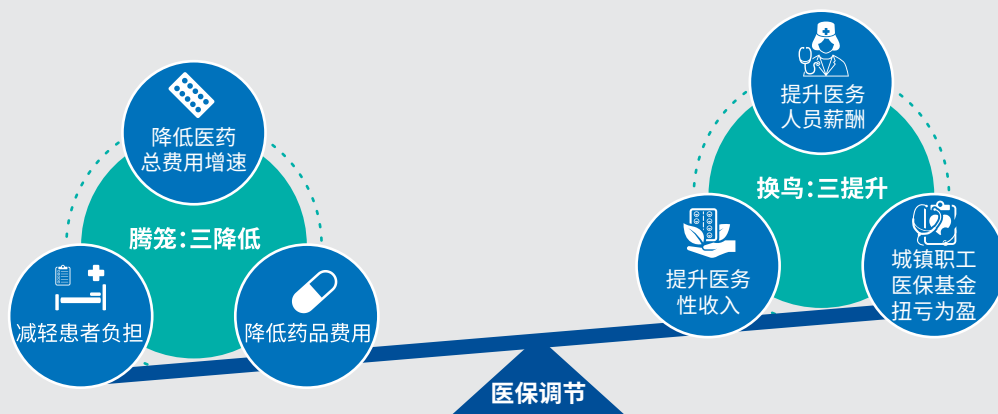 降低医药
总费用增速
腾笼：三降低
减轻患者负担
降低药品费用
提升医务
人员薪酬
换鸟：三提升
提升医务
性收入
城镇职工
医保基金
扭亏为盈
医保调节